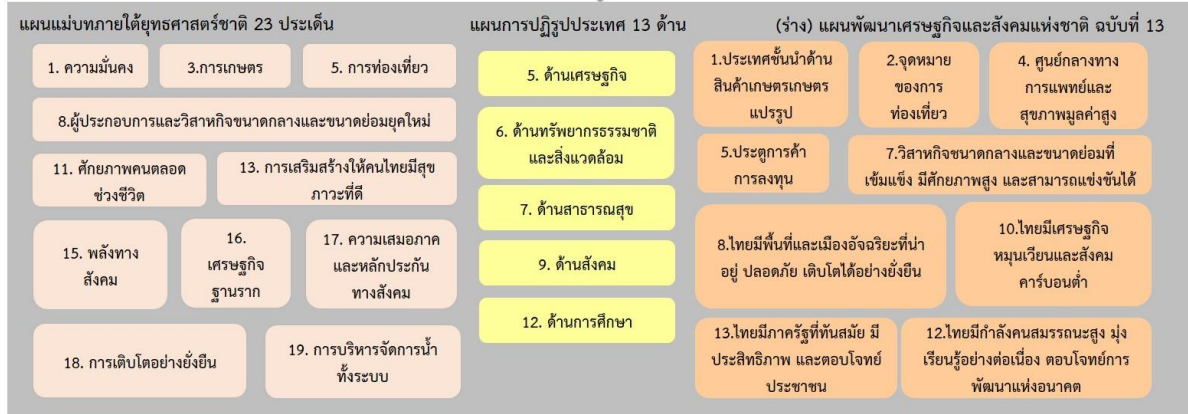 แผนแม่บทภายใต้ยุทธศาสตร์ชาติ 23 ประเด็น
1. ความมั่นคง
3.การเกษตร
5. การท่องเที่ยว
8.ผู้ประกอบการและวิสาหกิจขนาดกลางและขนาดย่อมยุคใหม่
11. ศักยภาพคนตลอด
ช่วงชีวิต
13. การเสริมสร้างให้คนไทยมีสุข
ภาวะที่ดี
15. พลังทาง
สังคม
16.
เศรษฐกิจ
ฐานราก
17. ความเสมอภาค
และหลักประกัน
ทางสังคม
18. การเติบโตอย่างยั่งยืน
19. การบริหารจัดการน้ำ
ทั้งระบบ
แผนการปฏิรูปประเทศ 13 ด้าน
5. ด้านเศรษฐกิจ
6. ด้านทรัพยากรธรรมชาติ
และสิ่งแวดล้อม
7. ด้านสาธารณสุข
9. ด้านสังคม
12. ด้านการศึกษา
(ร่าง) แผนพัฒนาเศรษฐกิจและสังคมแห่งชาติ ฉบับที่ 13
1.ประเทศชั้นนำด้าน
สินค้าเกษตรเกษตร
แปรรูป
2.จุดหมาย
ของการ
ท่องเที่ยว
4. ศูนย์กลางทาง
การแพทย์และ
สุขภาพมูลค่าสูง
5.ประตูการค้า
การลงทุน
7.วิสาหกิจขนาดกลางและขนาดย่อมที่
เข้มแข็ง มีศักยภาพสูง และสามารถแข่งขันได้
8.ไทยมีพื้นที่และเมืองอัจฉริยะที่น่า
อยู่ ปลอดภัย เติบโตได้อย่างยั่งยืน
10.ไทยมีเศรษฐกิจ
หมุนเวียนและสังคม
คาร์บอนต่ำ
13.ไทยมีภาครัฐที่ทันสมัย มี
ประสิทธิภาพ และตอบโจทย์
ประชาชน
12.ไทยมีกำลังคนสมรรถนะสูง มุ่ง
เรียนรู้อย่างต่อเนื่อง ตอบโจทย์การ
พัฒนาแห่งอนาคต